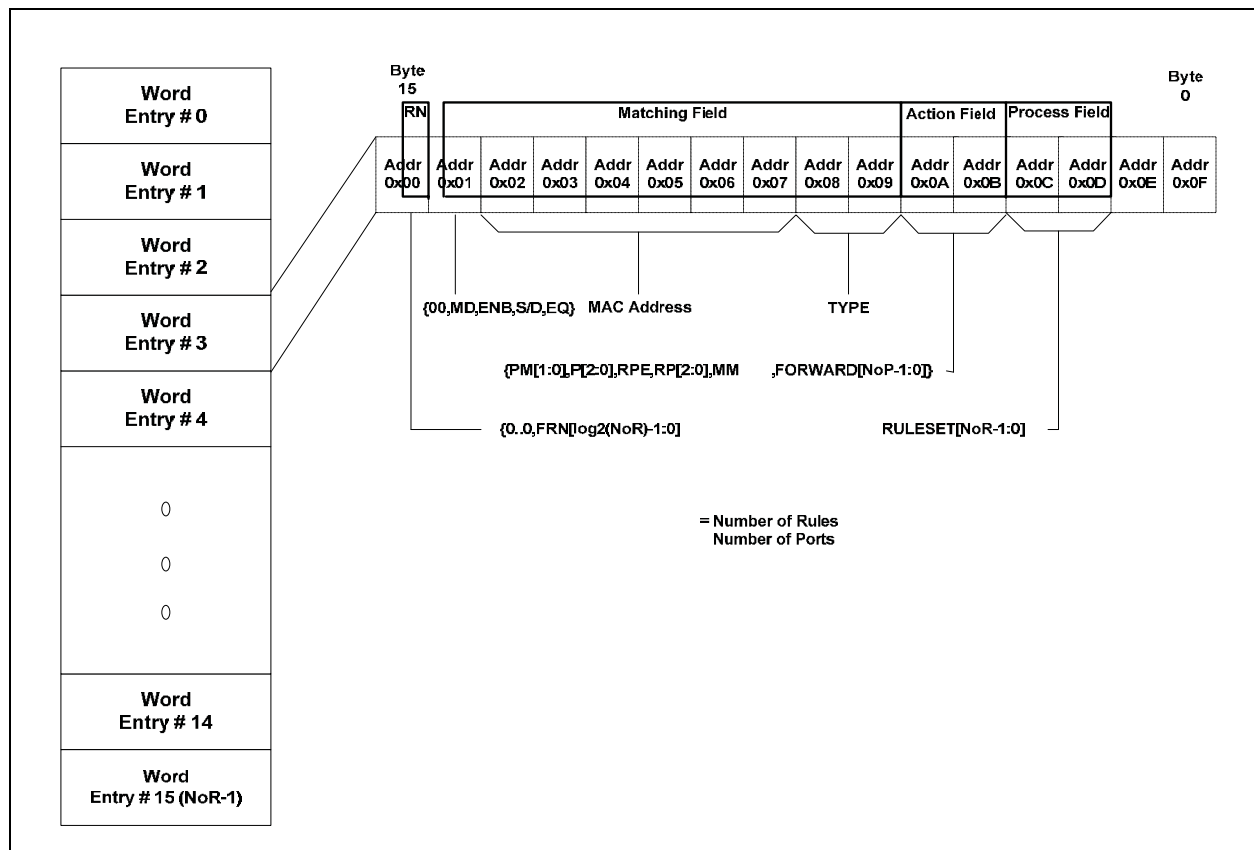 Word
Entry # 0
Word
Entry # 1
Word
Entry # 2
Word
Entry # 3
Word
Entry # 4
0
0
0
Word
Entry # 14
Word
Entry # 15 (NoR-1)
Byte
15
Byte
0
RN
Matching Field
Action Field
Process Field
Addr
0x00
Addr
0x01
Addr
0x02
Addr
0x03
Addr
0x04
Addr
0x05
Addr
0x06
Addr
0x07
Addr
0x08
Addr
0x09
Addr
0x0A
Addr
0x0B
Addr
0x0C
Addr
0x0D
Addr
0x0E
Addr
0x0F
{00,MD,ENB,S/D,EQ}
MAC Address
TYPE
{PM[1:0],P[2:0],RPE,RP[2:0],MM ,FORWARD[NoP-1:0]}
{0..0,FRN[log2(NoR)-1:0]
RULESET[NoR-1:0]
= Number of Rules
Number of Ports